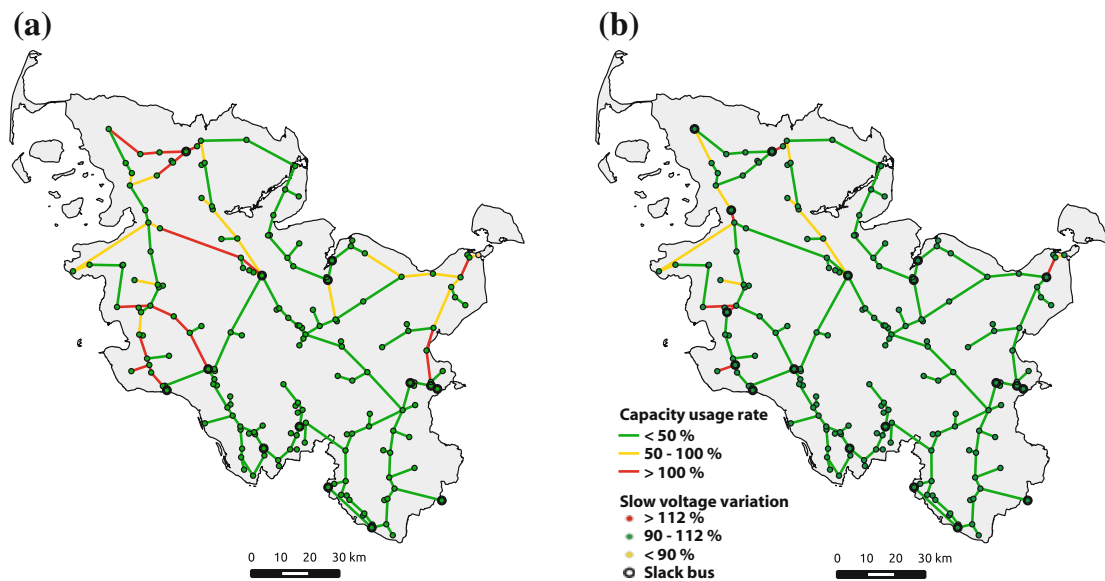 (a)
(b)
Capacity usage rate
< 50 %
50 - 100 %
> 100 %
Slow voltage variation
> 112 %
90 - 112 %
< 90 %
Slack bus
0 10 20 30 km
0 10 20 30 km